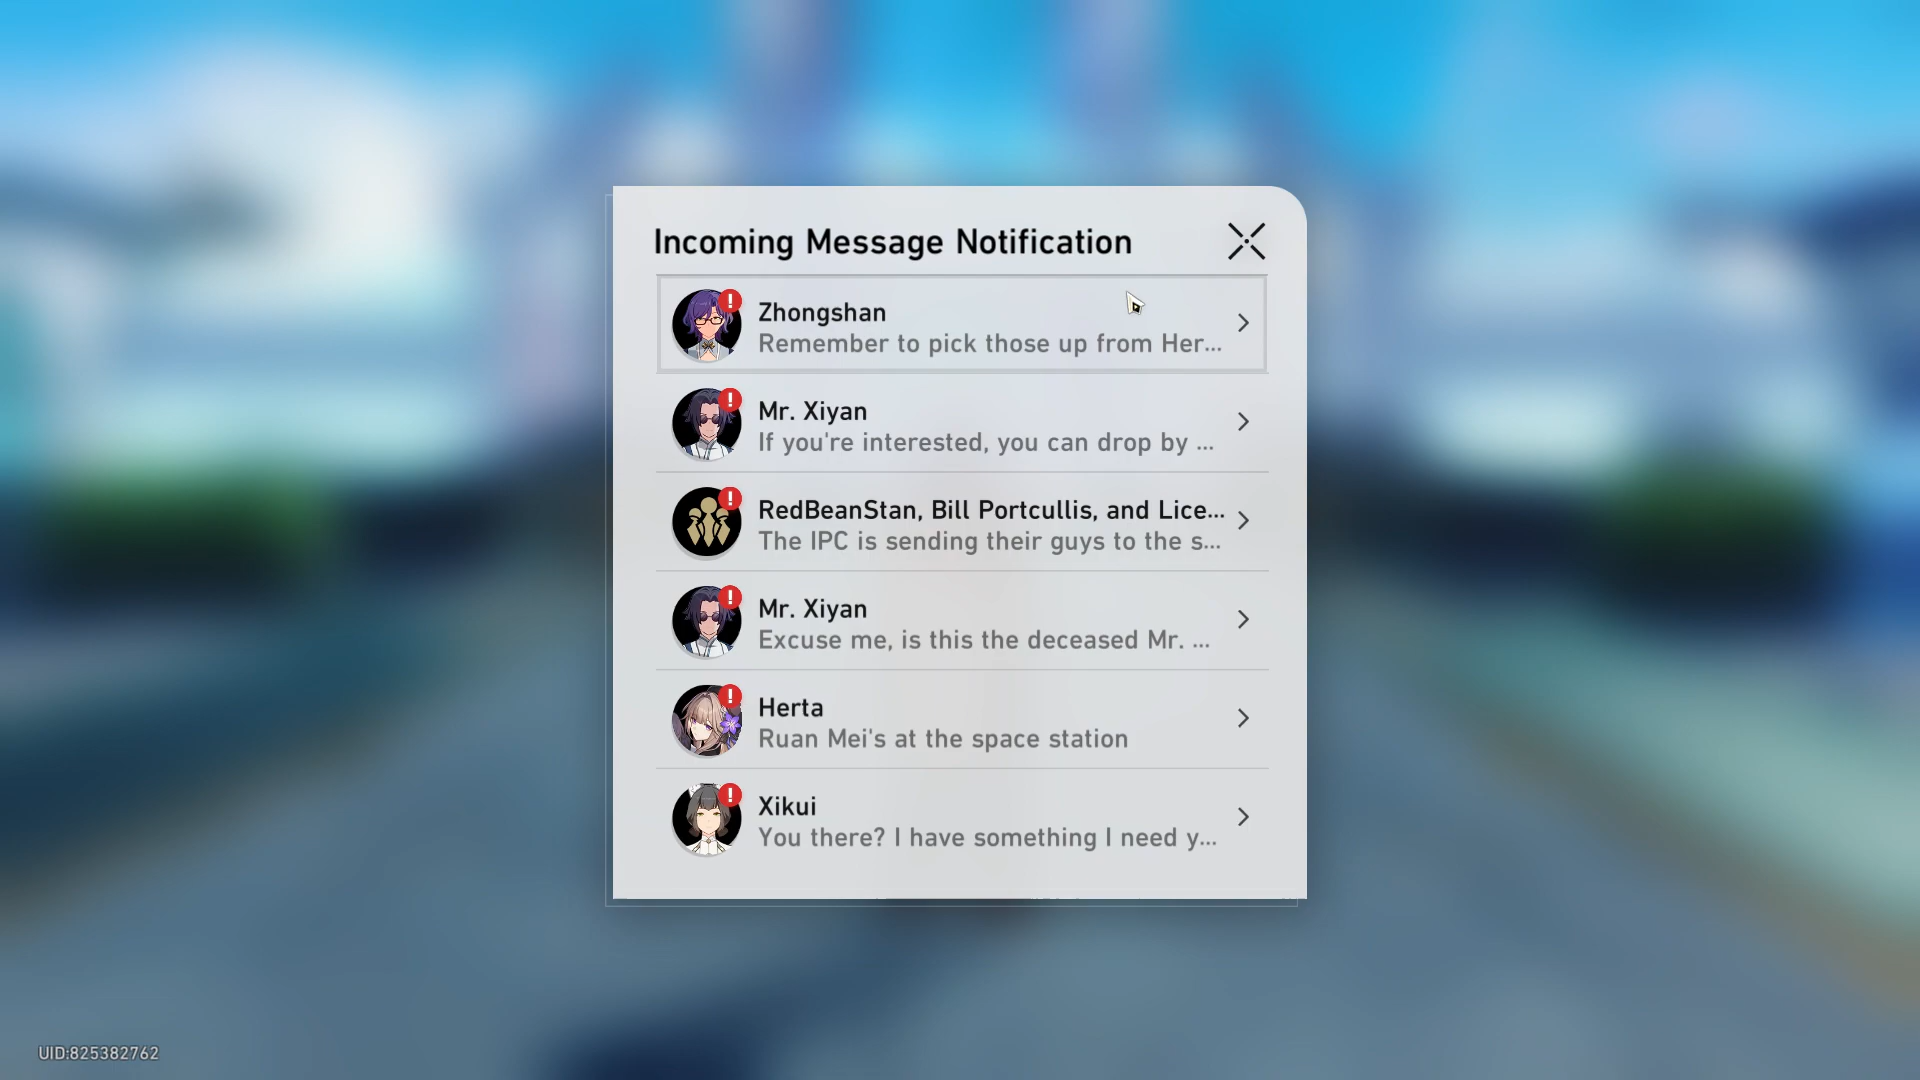 Incoming Message Notification
Zhongshan
Remember to pick those up from Her...
Mr. Xiyan
If you're interested, you can drop by ...
RedBeanStan, Bill Portcullis, and Lice...
The IPC is sending their guys to the s...
Mr. Xiyan
Excuse me, is this the deceased Mr. ...
Herta
Ruan Mei's at the space station
Xikui
You there? I have something I need y...
UID:825382762